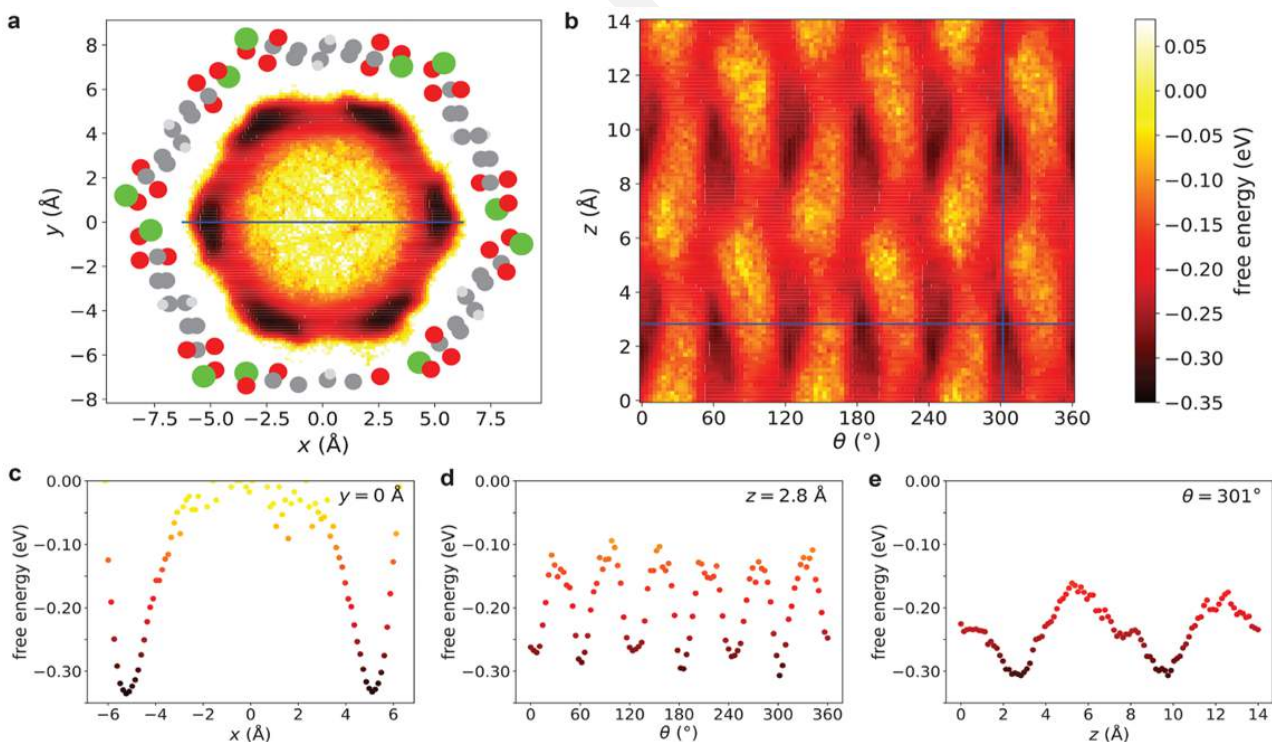 a
8
6
4
2
0
−2
−4
−6
−8
y (Å)
−7.5 −5.0 −2.5 0.0 2.5 5.0 7.5
x (Å)
b
14
12
10
8
6
4
2
0
z (Å)
0 60 120 180 240 300 360
θ (°)
0.05
0.00
−0.05
−0.10
−0.15
−0.20
−0.25
−0.30
−0.35
free energy (eV)
c
y = 0 Å
0.00
−0.10
−0.20
−0.30
free energy (eV)
−6 −4 −2 0 2 4 6
x (Å)
d
z = 2.8 Å
0.00
−0.10
−0.20
−0.30
free energy (eV)
0 60 120 180 240 300 360
θ (°)
e
θ = 301°
0.00
−0.10
−0.20
−0.30
free energy (eV)
0 2 4 6 8 10 12 14
z (Å)